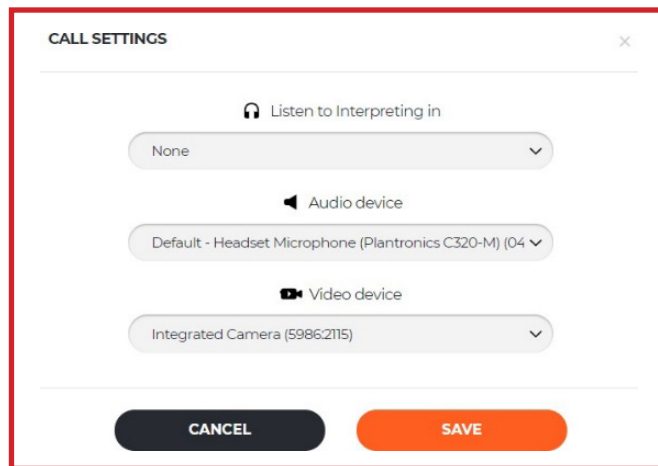 CALL SETTINGS ×
Listen to Interpreting in
None
Audio device
Default - Headset Microphone (Plantronics C320-M) (04
Video device
Integrated Camera (5986:2115)
CANCEL SAVE